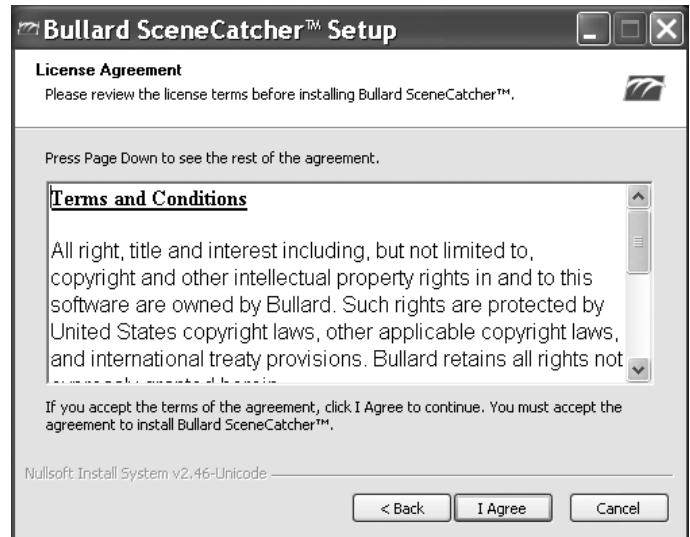 Bullard SceneCatcher™ Setup
License Agreement
Please review the license terms before installing Bullard SceneCatcher™.
Press Page Down to see the rest of the agreement.
Terms and Conditions
All right, title and interest including, but not limited to,
copyright and other intellectual property rights in and to this
software are owned by Bullard. Such rights are protected by
United States copyright laws, other applicable copyright laws,
and international treaty provisions. Bullard retains all rights not
If you accept the terms of the agreement, click I Agree to continue. You must accept the
agreement to install Bullard SceneCatcher™.
Nullsoft Install System v2.46-Unicode
< Back I Agree Cancel